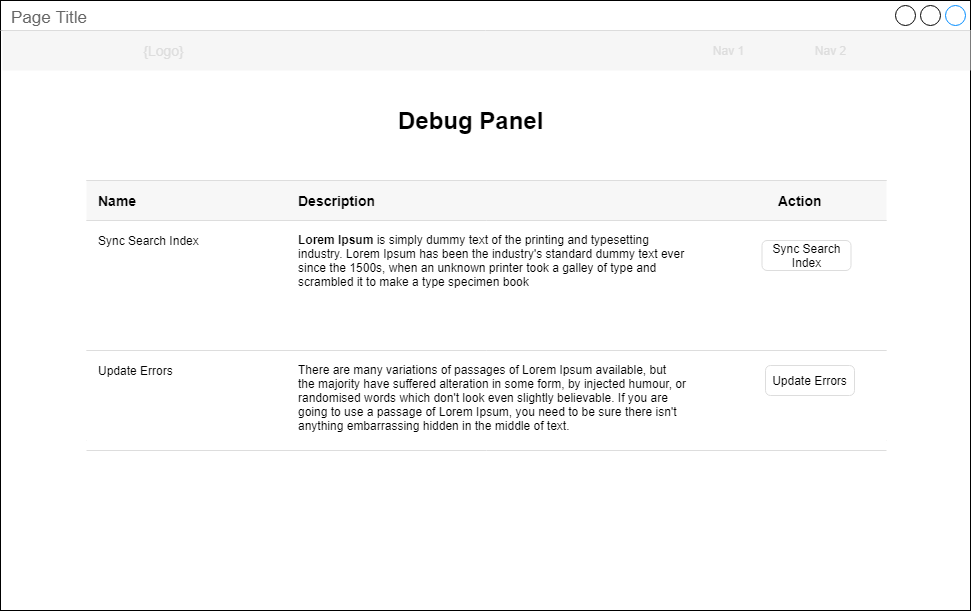 Page Title
{Logo}
Nav 1
Nav 2
Debug Panel
Name
Description
Action
Sync Search Index
Lorem Ipsum is simply dummy text of the printing and typesetting
industry. Lorem Ipsum has been the industry's standard dummy text ever
since the 1500s, when an unknown printer took a galley of type and
scrambled it to make a type specimen book
Sync Search
Index
Update Errors
There are many variations of passages of Lorem Ipsum available, but
the majority have suffered alteration in some form, by injected humour, or
randomised words which don't look even slightly believable. If you are
going to use a passage of Lorem Ipsum, you need to be sure there isn't
anything embarrassing hidden in the middle of text.
Update Errors